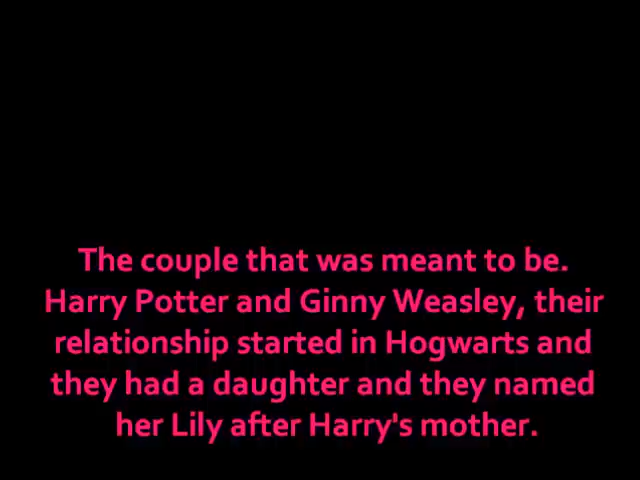 The couple that was meant to be.
Harry Potter and Ginny Weasley, their
relationship started in Hogwarts and
they had a daughter and they named
her Lily after Harry's mother.